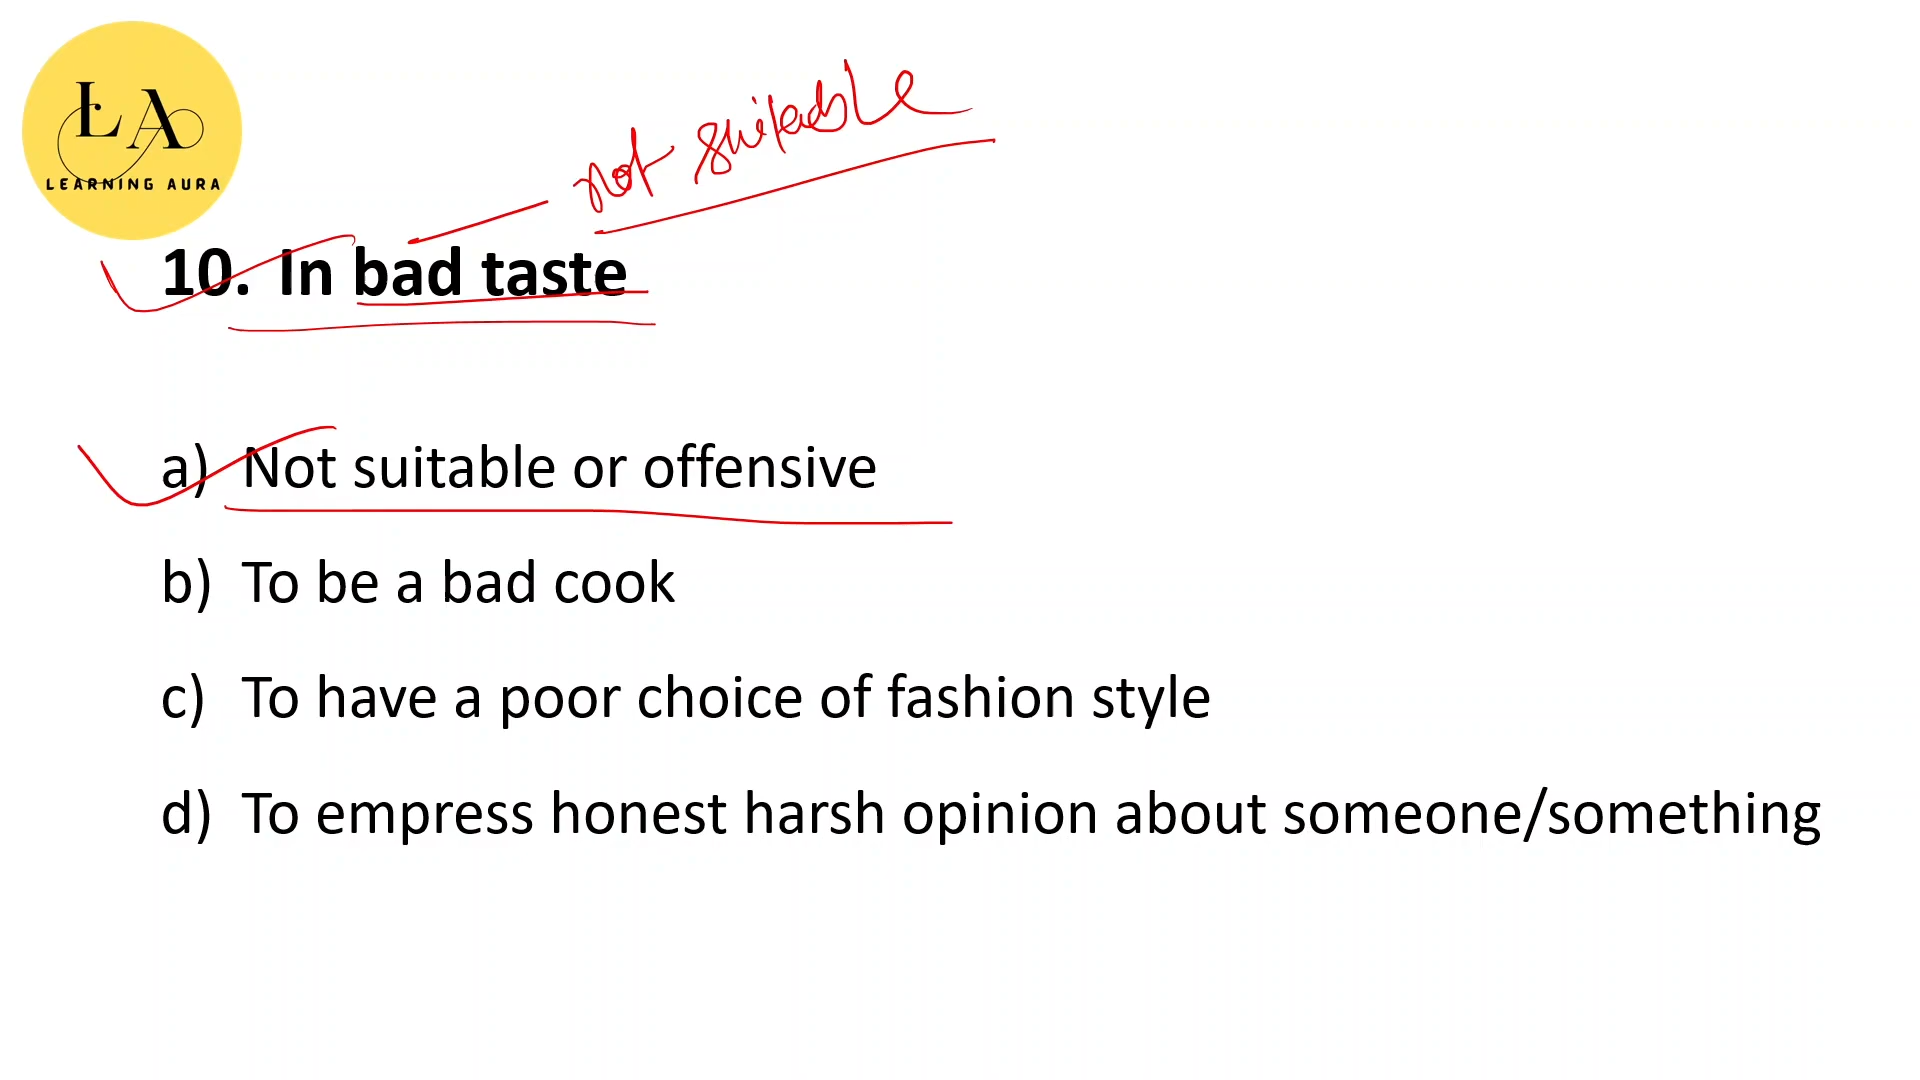 LA
LEARNING AURA
not suitable
10. In bad taste
a) Not suitable or offensive
b) To be a bad cook
c) To have a poor choice of fashion style
d) To empress honest harsh opinion about someone/something